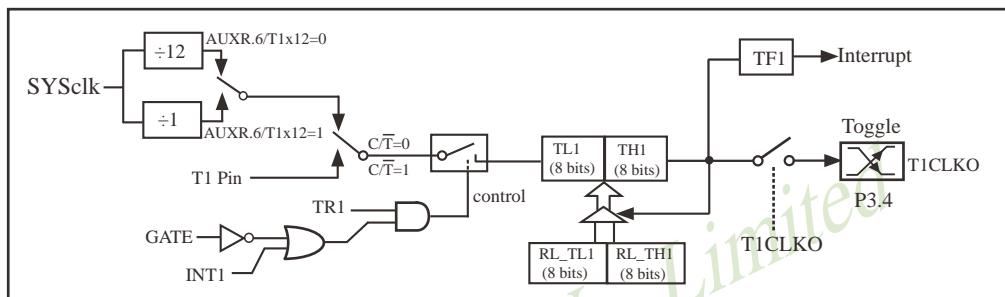 ÷12
AUXR.6/T1x12=0
SYSclk
÷1
AUXR.6/T1x12=1
T1 Pin
C/T̅=0
C/T̅=1
control
TR1
GATE
INT1
TL1
(8 bits)
TH1
(8 bits)
RL_TL1
(8 bits)
RL_TH1
(8 bits)
TF1
Interrupt
Toggle
T1CLKO
P3.4
T1CLKO
Limited